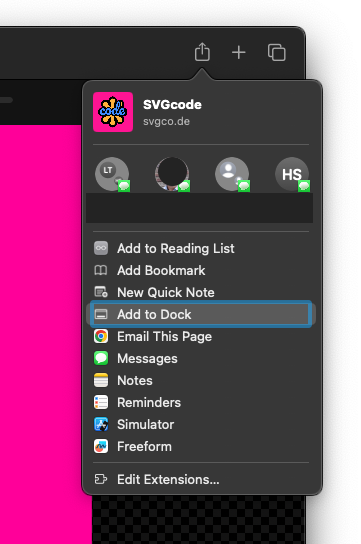 code
SVGcode
svgco.de
LT
HS
Add to Reading List
Add Bookmark
New Quick Note
Add to Dock
Email This Page
Messages
Notes
Reminders
Simulator
Freeform
Edit Extensions...